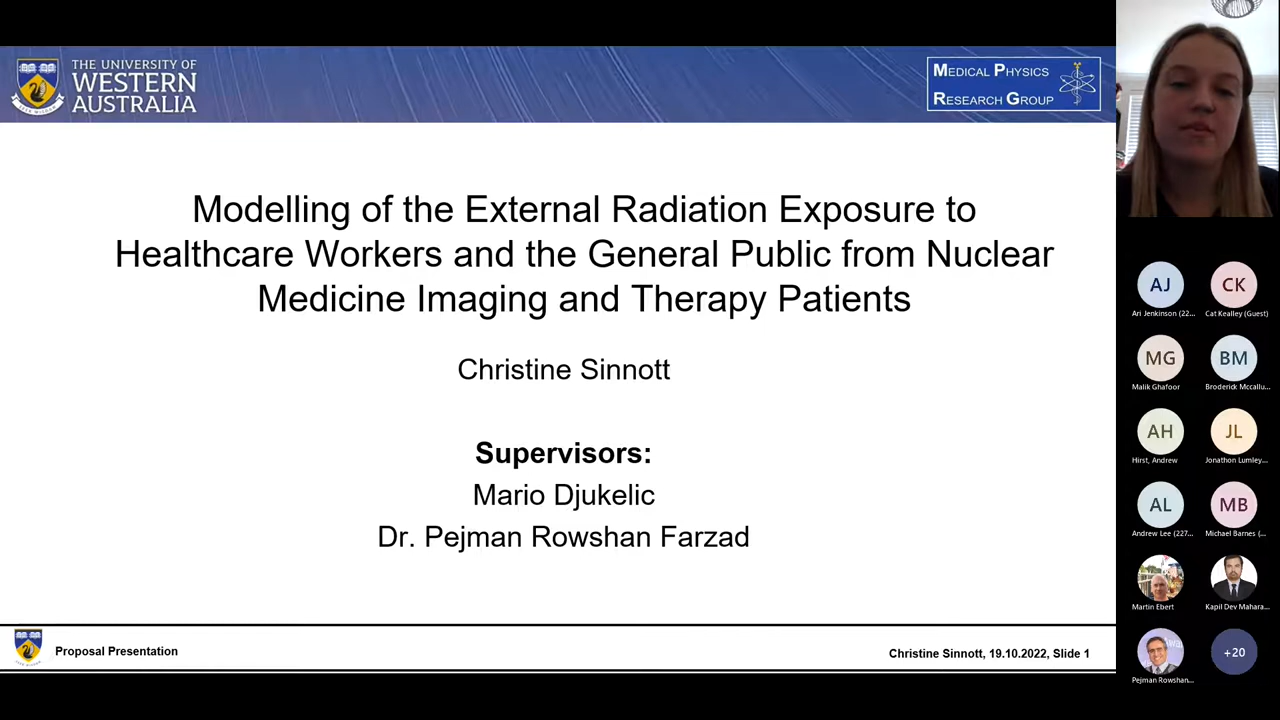 THE UNIVERSITY OF
WESTERN
AUSTRALIA
MEDICAL PHYSICS
RESEARCH GROUP
Modelling of the External Radiation Exposure to
Healthcare Workers and the General Public from Nuclear
Medicine Imaging and Therapy Patients
Christine Sinnott
Supervisors:
Mario Djukelic
Dr. Pejman Rowshan Farzad
Proposal Presentation
Christine Sinnott, 19.10.2022, Slide 1
AJ
CK
Ari Jenkinson (22...
Cat Kealley (Guest)
MG
BM
Malik Ghafoor
Broderick Mccallu...
AH
JL
Hirst, Andrew
Jonathon Lumley...
AL
MB
Andrew Lee (227...
Michael Barnes (...
Martin Ebert
Kapil Dev Mahara...
+20
Pejman Rowshan...